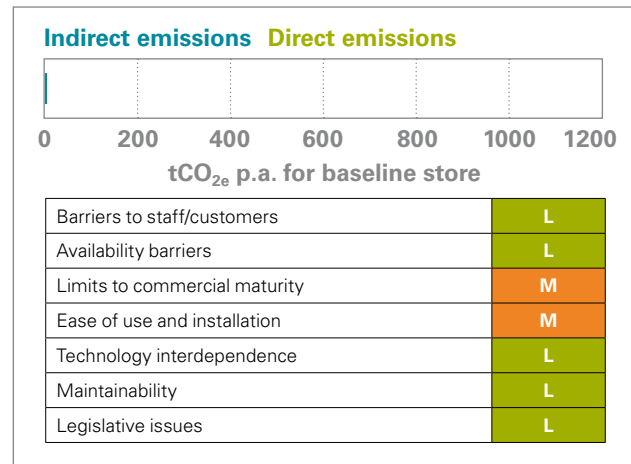 Indirect emissions Direct emissions
0 200 400 600 800 1000 1200
tCO₂e p.a. for baseline store
Barriers to staff/customers L
Availability barriers L
Limits to commercial maturity M
Ease of use and installation M
Technology interdependence L
Maintainability L
Legislative issues L